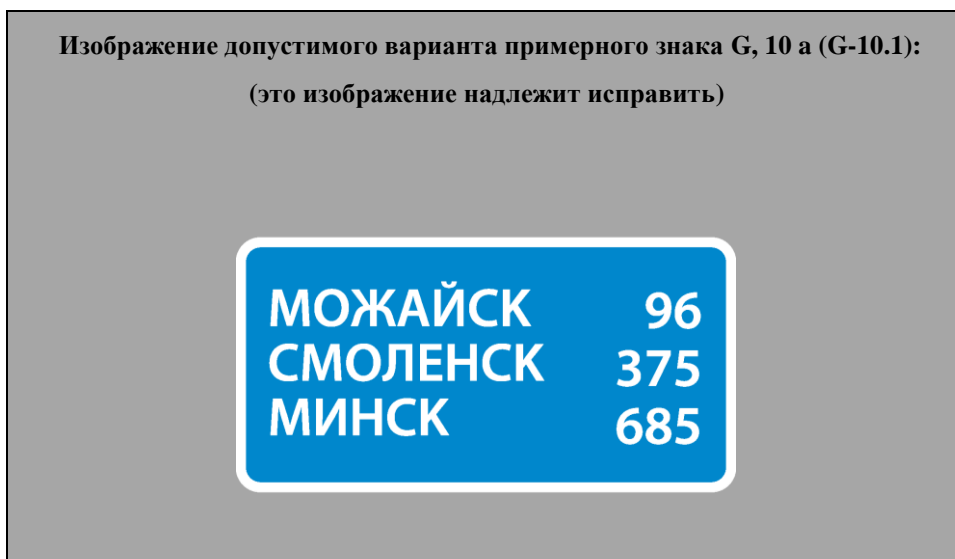 Изображение допустимого варианта примерного знака G, 10 а (G-10.1):
(это изображение надлежит исправить)
МОЖАЙСК 96
СМОЛЕНСК 375
МИНСК 685